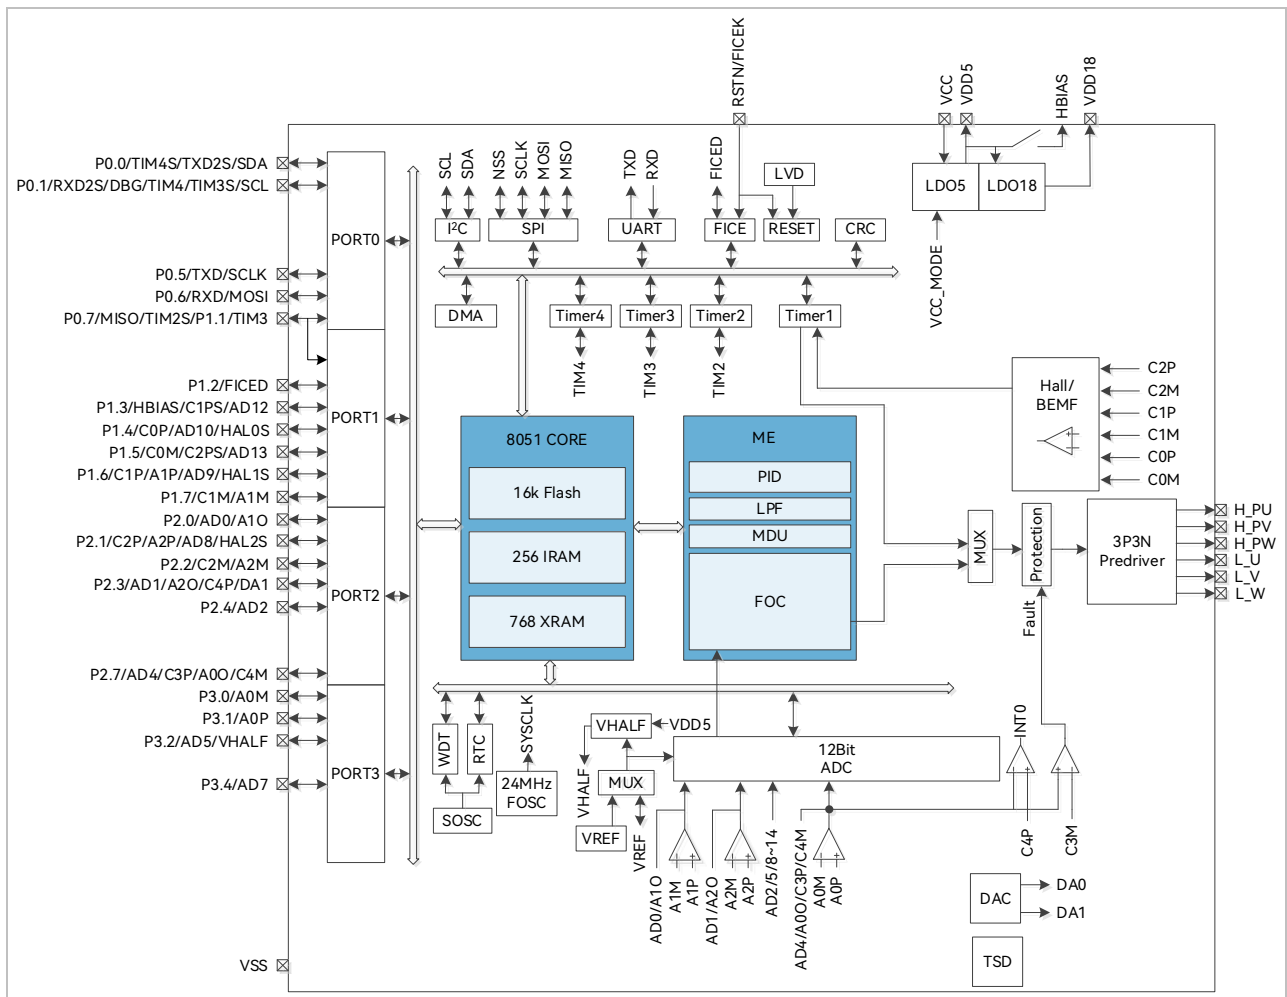 RSTN/FICEK
VCC
VDD5
HBIAS
VDD18
P0.0/TIM4S/TXD2S/SDA
P0.1/RXD2S/DBG/TIM4/TIM3S/SCL
P0.5/TXD/SCLK
P0.6/RXD/MOSI
P0.7/MISO/TIM2S/P1.1/TIM3
P1.2/FICED
P1.3/HBIAS/C1PS/AD12
P1.4/C0P/AD10/HAL0S
P1.5/C0M/C2PS/AD13
P1.6/C1P/A1P/AD9/HAL1S
P1.7/C1M/A1M
P2.0/AD0/A1O
P2.1/C2P/A2P/AD8/HAL2S
P2.2/C2M/A2M
P2.3/AD1/A2O/C4P/DA1
P2.4/AD2
P2.7/AD4/C3P/A0O/C4M
P3.0/A0M
P3.1/A0P
P3.2/AD5/VHALF
P3.4/AD7
VSS
PORT0
PORT1
PORT2
PORT3
SCL
SDA
NSS
SCLK
MOSI
MISO
TXD
RXD
FICED
LVD
I²C
SPI
UART
FICE
RESET
CRC
LDO5
LDO18
VCC_MODE
DMA
Timer4
Timer3
Timer2
Timer1
TIM4
TIM3
TIM2
8051 CORE
16k Flash
256 IRAM
768 XRAM
ME
PID
LPF
MDU
FOC
Hall/
BEMF
C2P
C2M
C1P
C1M
C0P
C0M
MUX
Protection
Fault
3P3N
Predriver
H_PU
H_PV
H_PW
L_U
L_V
L_W
WDT
RTC
SOSC
SYSCLK
24MHz
FOSC
VHALF
VDD5
VHALF
MUX
VREF
VREF
12Bit
ADC
AD0/A1O
A1M
A1P
AD1/A2O
A2M
A2P
AD2/5/8~14
AD4/A0O/C3P/C4M
A0M
A0P
INT0
C4P
C3M
DAC
DA0
DA1
TSD